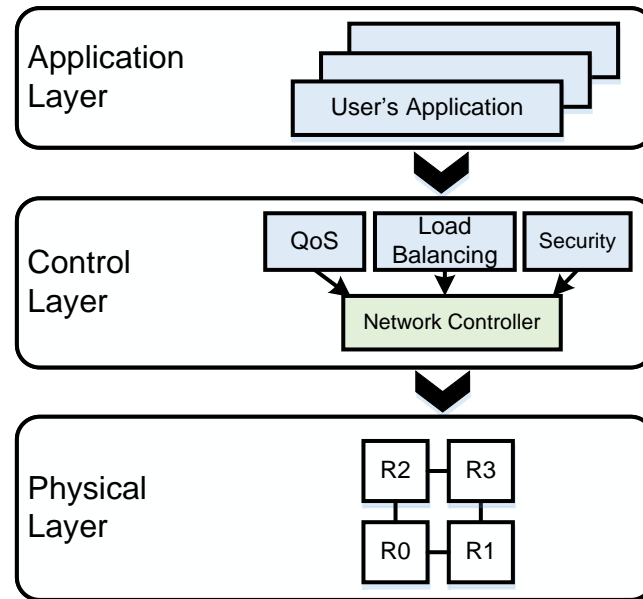 Application
Layer
User’s Application
Control
Layer
QoS
Load
Balancing
Security
Network Controller
Physical
Layer
R2
R3
R0
R1